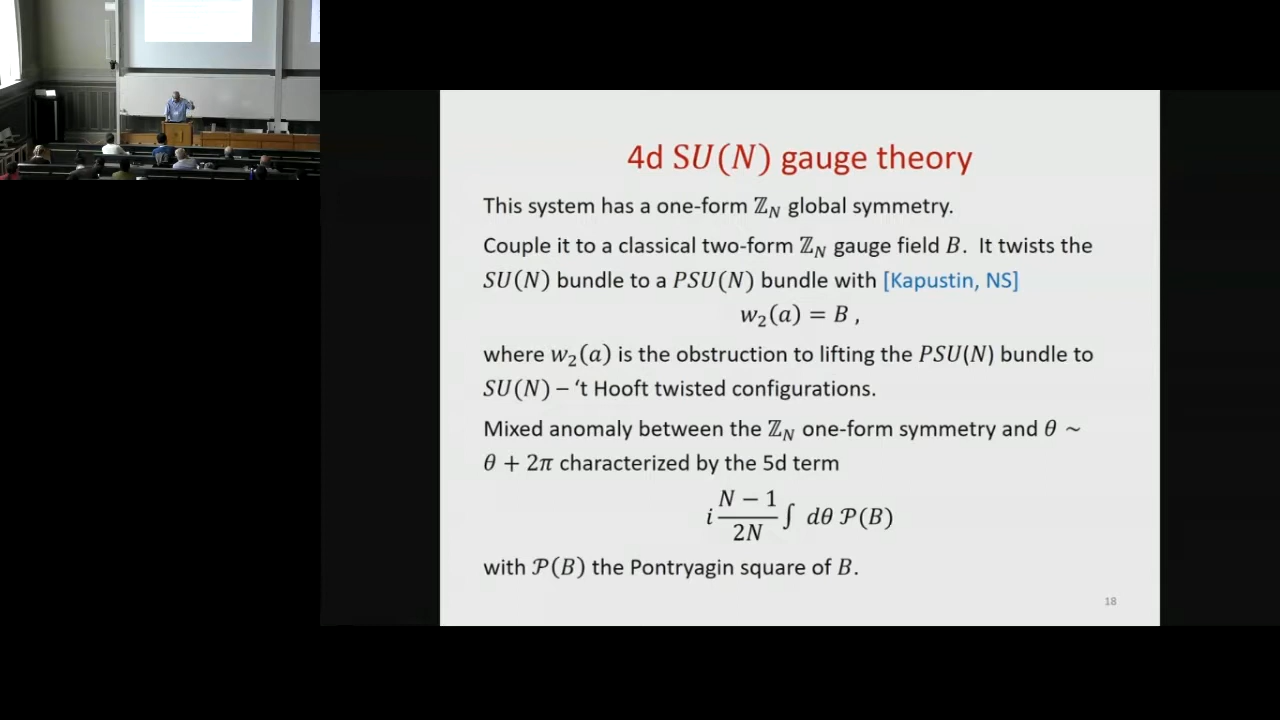 4d SU(N) gauge theory
This system has a one-form ℤ_N global symmetry.
Couple it to a classical two-form ℤ_N gauge field B. It twists the
SU(N) bundle to a PSU(N) bundle with [Kapustin, NS]
w₂(a) = B ,
where w₂(a) is the obstruction to lifting the PSU(N) bundle to
SU(N) – ‘t Hooft twisted configurations.
Mixed anomaly between the ℤ_N one-form symmetry and θ ~
θ + 2π characterized by the 5d term
i (N − 1)/(2N) ∫ dθ 𝒫(B)
with 𝒫(B) the Pontryagin square of B.
18